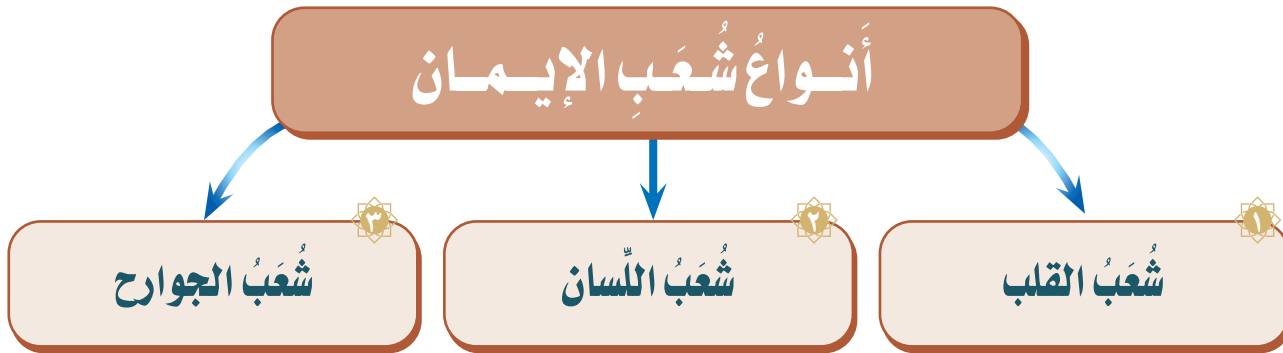 أَنـواعُ شُعَبِ الإيـمـان
١
شُعَبُ القلب
٢
شُعَبُ اللِّسان
٣
شُعَبُ الجوارح